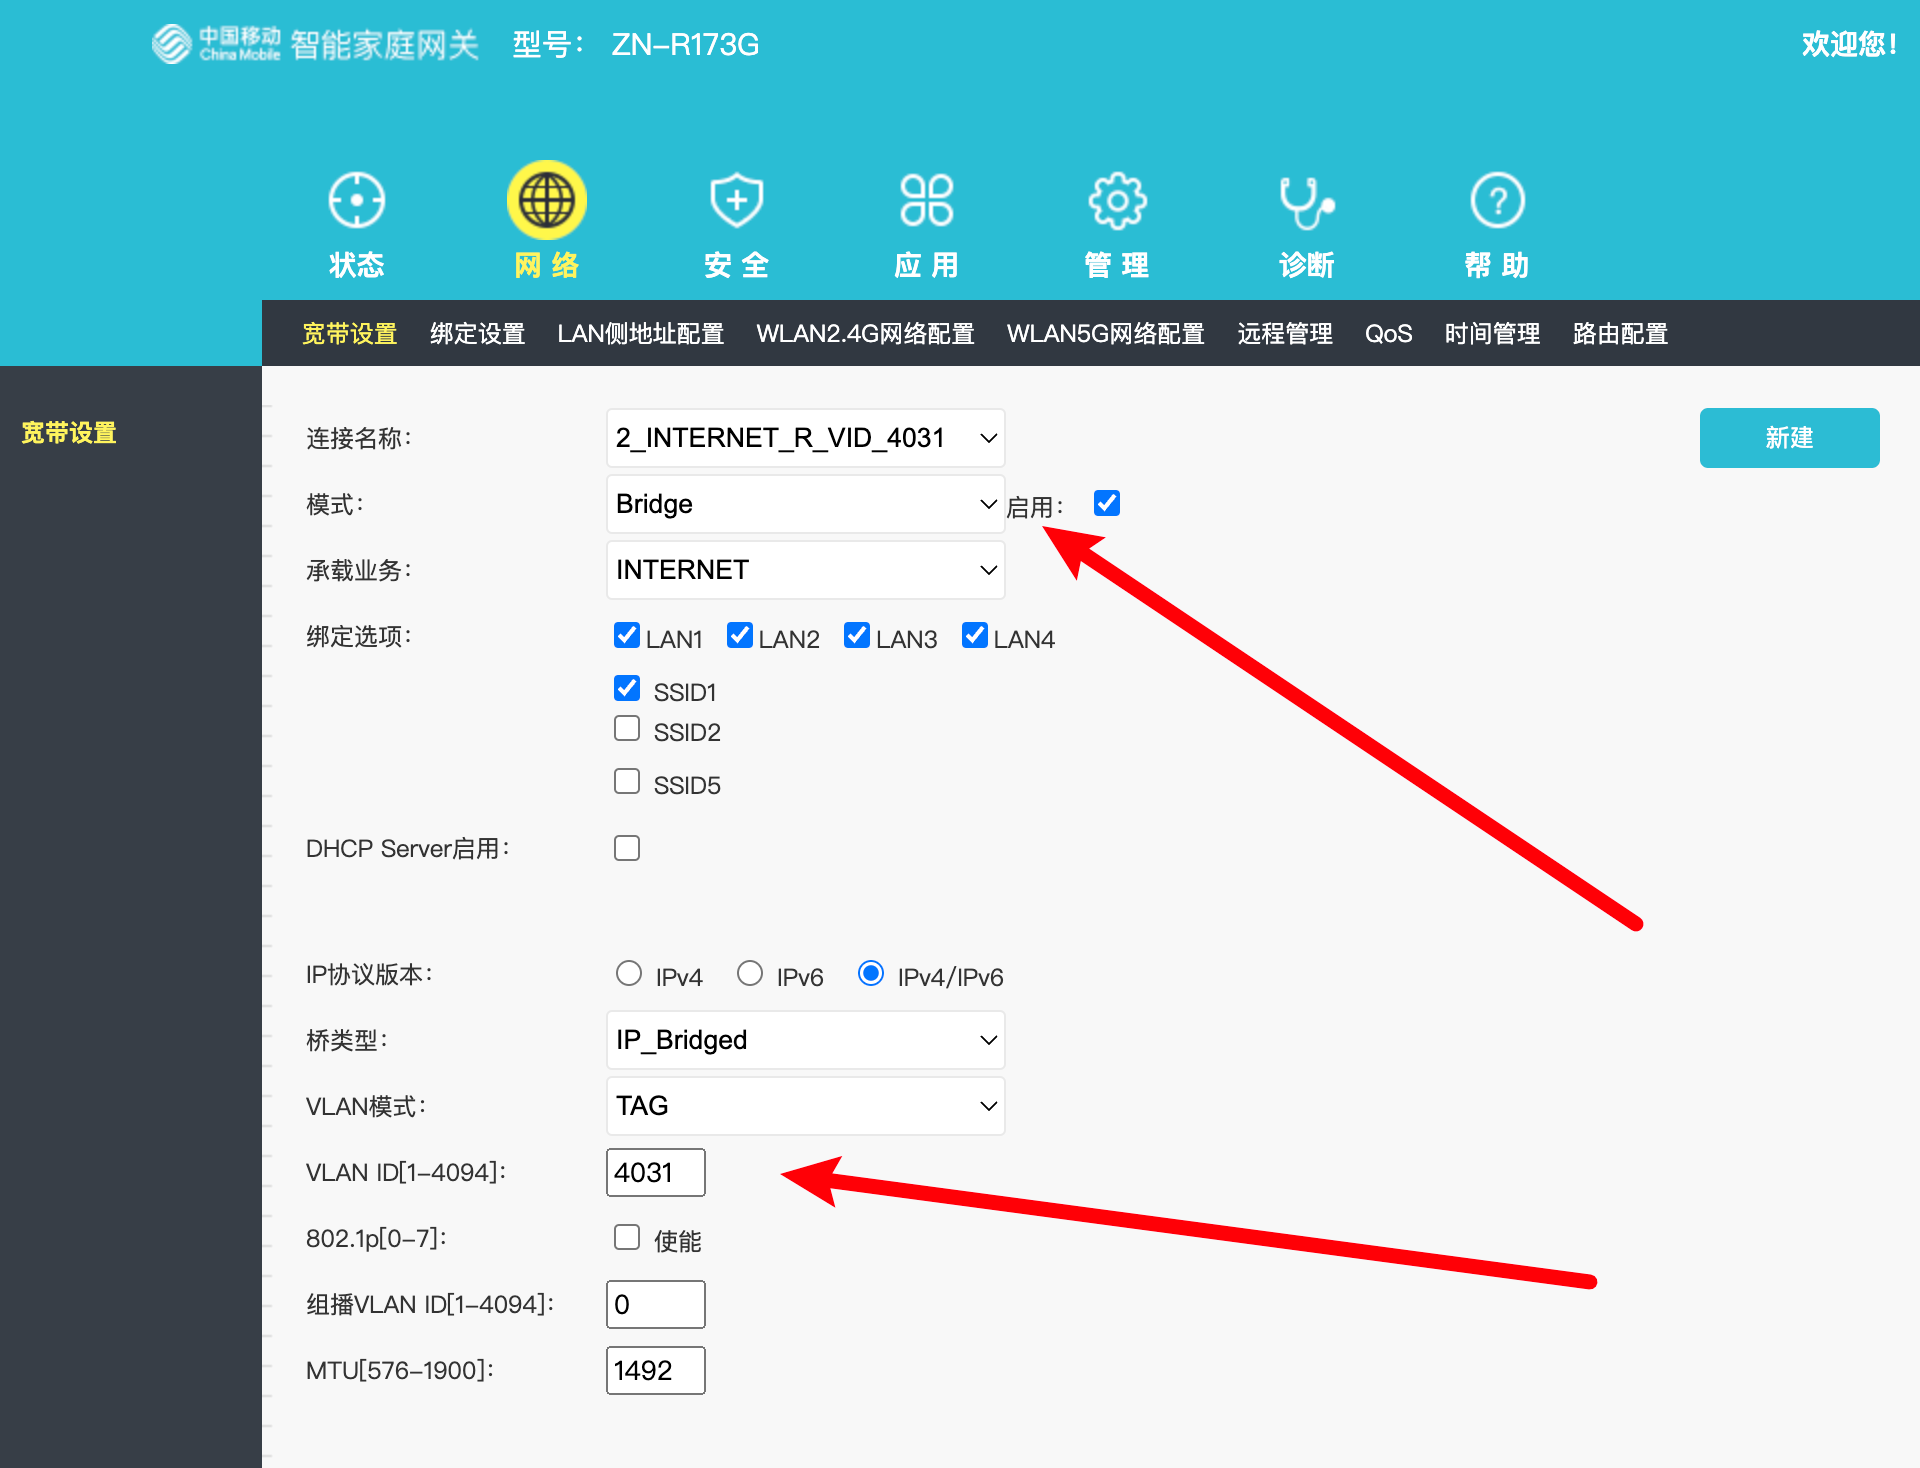 中国移动 China Mobile 智能家庭网关 型号： ZN-R173G
欢迎您!
状态 网络 安全 应用 管理 诊断 帮助
宽带设置 绑定设置 LAN侧地址配置 WLAN2.4G网络配置 WLAN5G网络配置 远程管理 QoS 时间管理 路由配置
宽带设置
连接名称: 2_INTERNET_R_VID_4031
新建
模式: Bridge 启用:
承载业务: INTERNET
绑定选项: LAN1 LAN2 LAN3 LAN4
SSID1
SSID2
SSID5
DHCP Server启用:
IP协议版本: IPv4 IPv6 IPv4/IPv6
桥类型: IP_Bridged
VLAN模式: TAG
VLAN ID[1-4094]: 4031
802.1p[0-7]: 使能
组播VLAN ID[1-4094]: 0
MTU[576-1900]: 1492